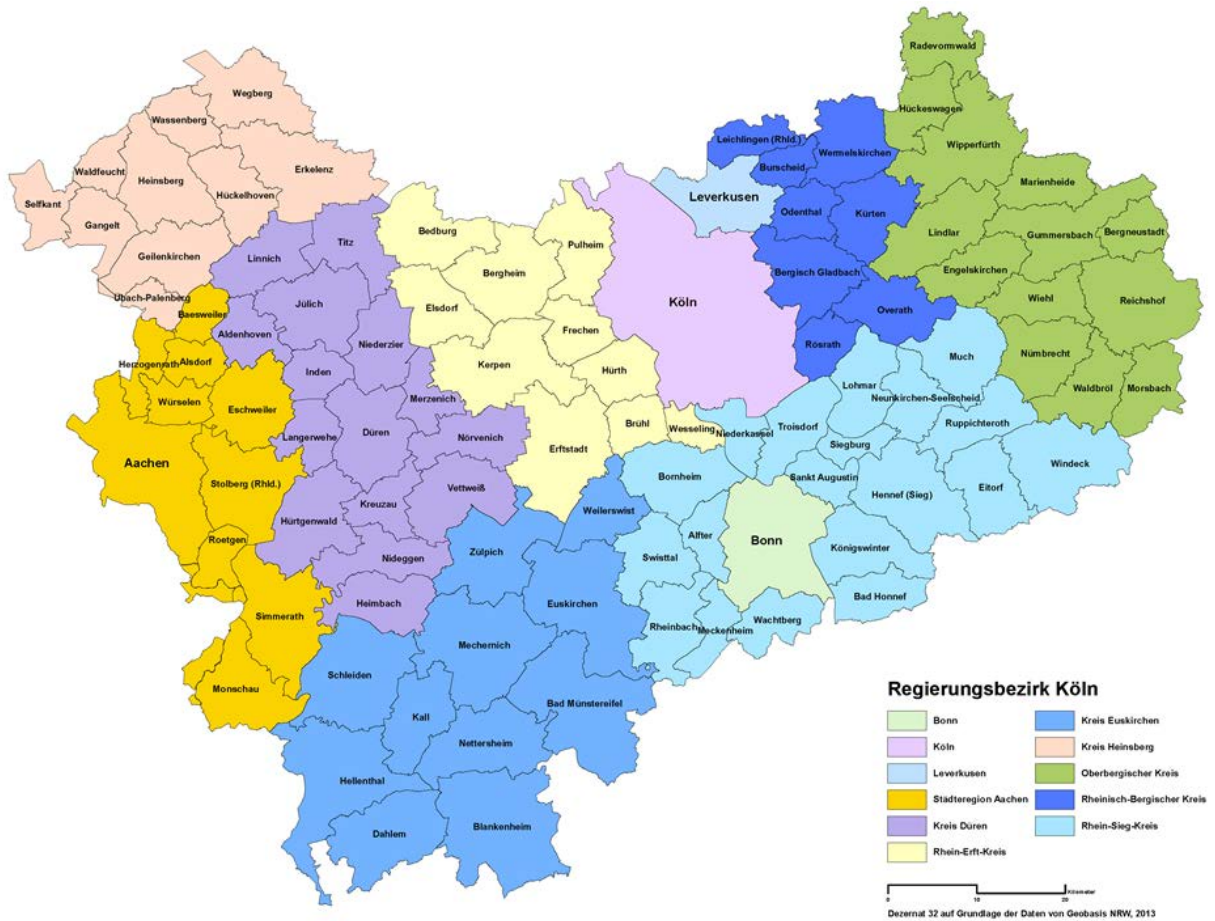 Radevormwald
Wegberg
Hückeswagen
Wassenberg
Leichlingen (Rhld.)
Wermelskirchen
Wipperfürth
Burscheid
Waldfeucht
Erkelenz
Heinsberg
Marienheide
Hückelhoven
Leverkusen
Selfkant
Odenthal
Kürten
Gangelt
Bedburg
Lindlar
Gummersbach
Bergneustadt
Titz
Pulheim
Geilenkirchen
Linnich
Bergheim
Bergisch Gladbach
Engelskirchen
Übach-Palenberg
Köln
Wiehl
Reichshof
Jülich
Elsdorf
Baesweiler
Overath
Aldenhoven
Frechen
Niederzier
Rösrath
Much
Nümbrecht
Herzogenrath
Alsdorf
Kerpen
Inden
Hürth
Lohmar
Waldbröl
Morsbach
Merzenich
Neunkirchen-Seelscheid
Würselen
Eschweiler
Brühl
Wesseling
Niederkassel
Troisdorf
Ruppichteroth
Düren
Langerwehe
Nörvenich
Siegburg
Erftstadt
Aachen
Windeck
Bornheim
Sankt Augustin
Stolberg (Rhld.)
Vettweiß
Eitorf
Hennef (Sieg)
Kreuzau
Weilerswist
Hürtgenwald
Alfter
Bonn
Roetgen
Zülpich
Königswinter
Nideggen
Swisttal
Bad Honnef
Heimbach
Euskirchen
Simmerath
Wachtberg
Rheinbach
Meckenheim
Mechernich
Schleiden
Monschau
Bad Münstereifel
Kall
Nettersheim
Hellenthal
Blankenheim
Dahlem
Regierungsbezirk Köln
Bonn
Köln
Leverkusen
Städteregion Aachen
Kreis Düren
Rhein-Erft-Kreis
Kreis Euskirchen
Kreis Heinsberg
Oberbergischer Kreis
Rheinisch-Bergischer Kreis
Rhein-Sieg-Kreis
Kilometer
0 10 20
Dezernat 32 auf Grundlage der Daten von Geobasis NRW, 2013